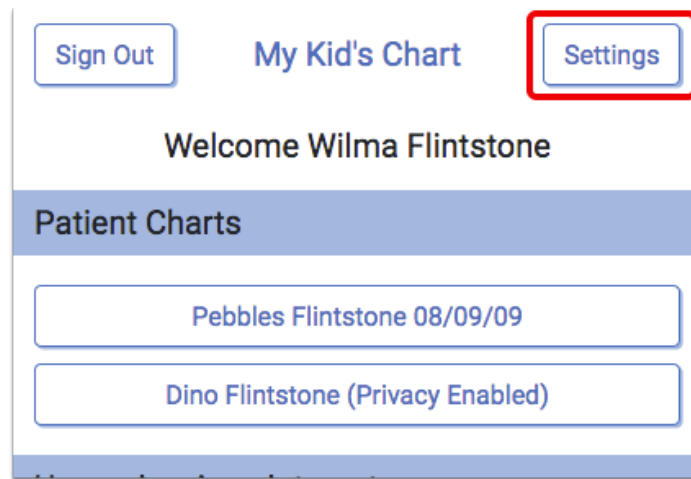 Sign Out My Kid's Chart Settings
Welcome Wilma Flintstone
Patient Charts
Pebbles Flintstone 08/09/09
Dino Flintstone (Privacy Enabled)